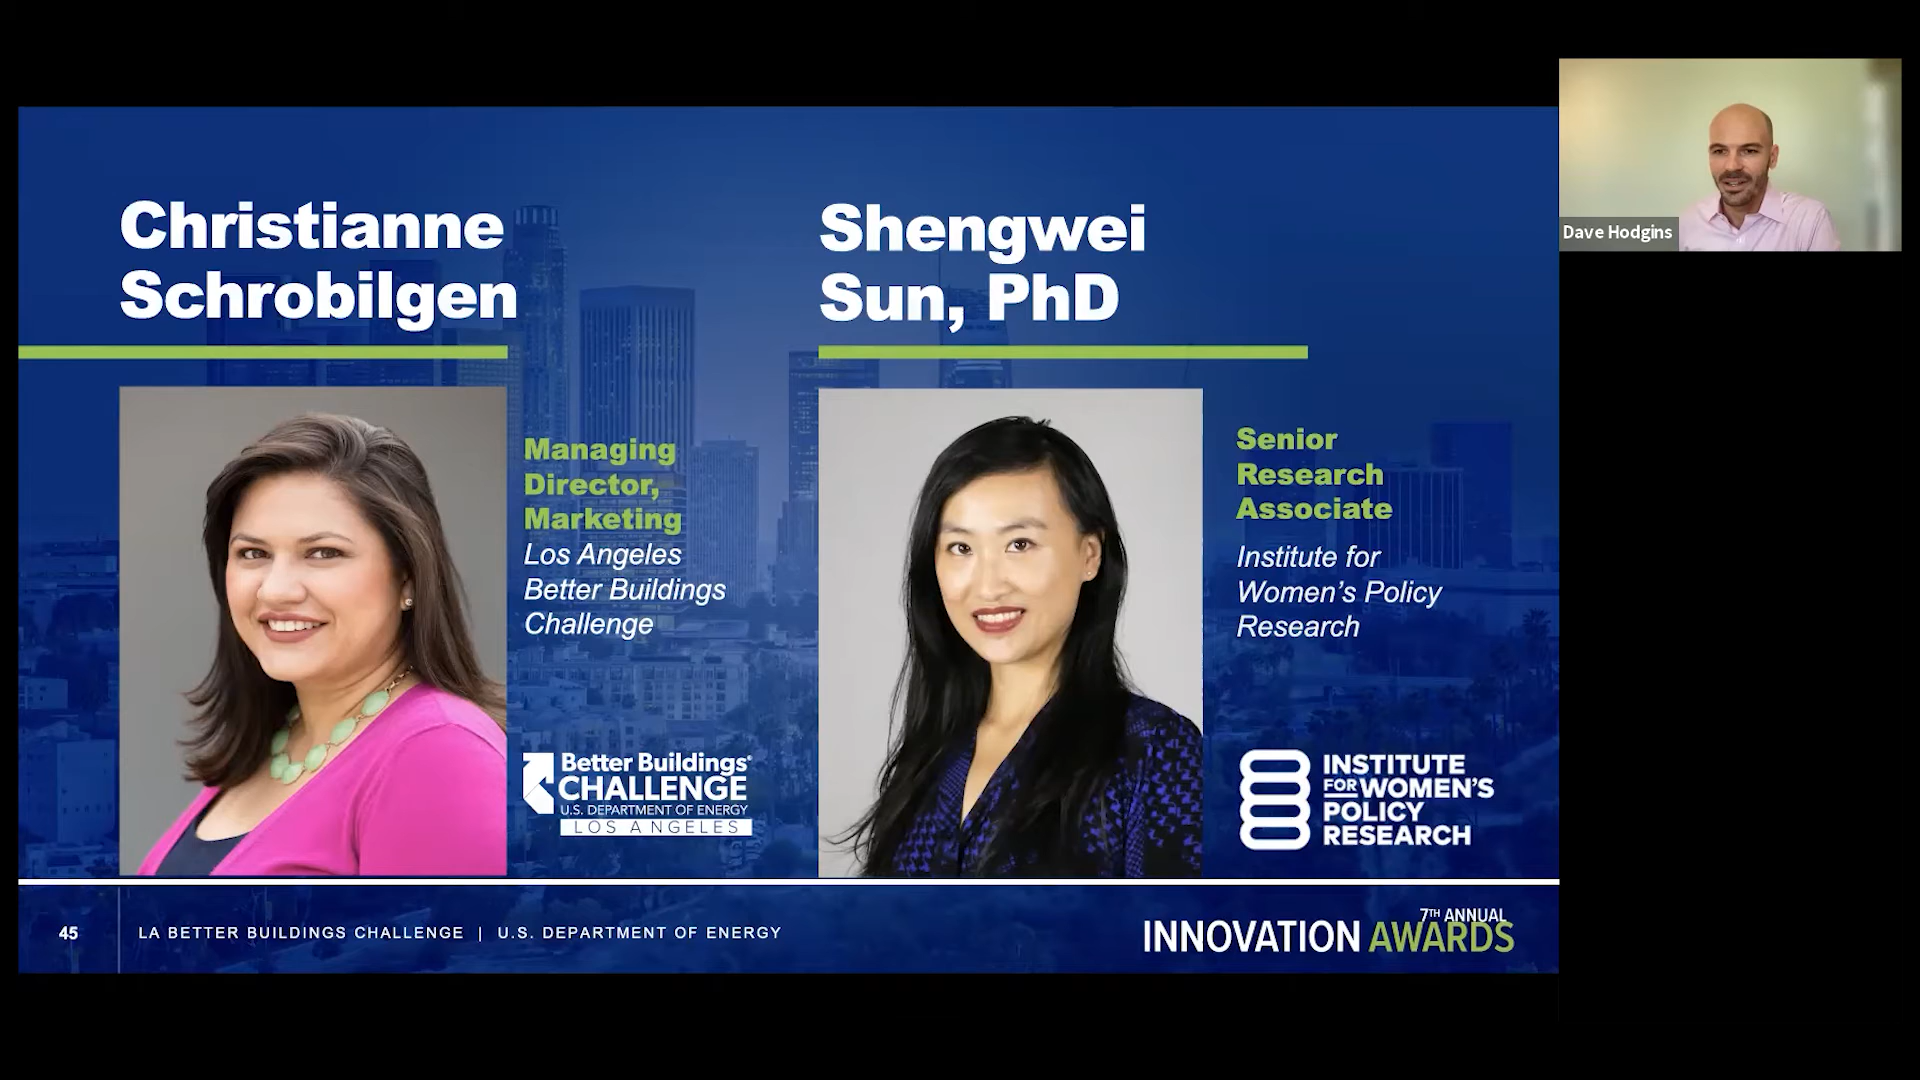 Christianne
Schrobilgen
Managing
Director,
Marketing
Los Angeles
Better Buildings
Challenge
Better Buildings®
CHALLENGE
U.S. DEPARTMENT OF ENERGY
LOS ANGELES
Shengwei
Sun, PhD
Senior
Research
Associate
Institute for
Women's Policy
Research
INSTITUTE
FOR WOMEN'S
POLICY
RESEARCH
Dave Hodgins
45
LA BETTER BUILDINGS CHALLENGE | U.S. DEPARTMENT OF ENERGY
7TH ANNUAL
INNOVATION AWARDS